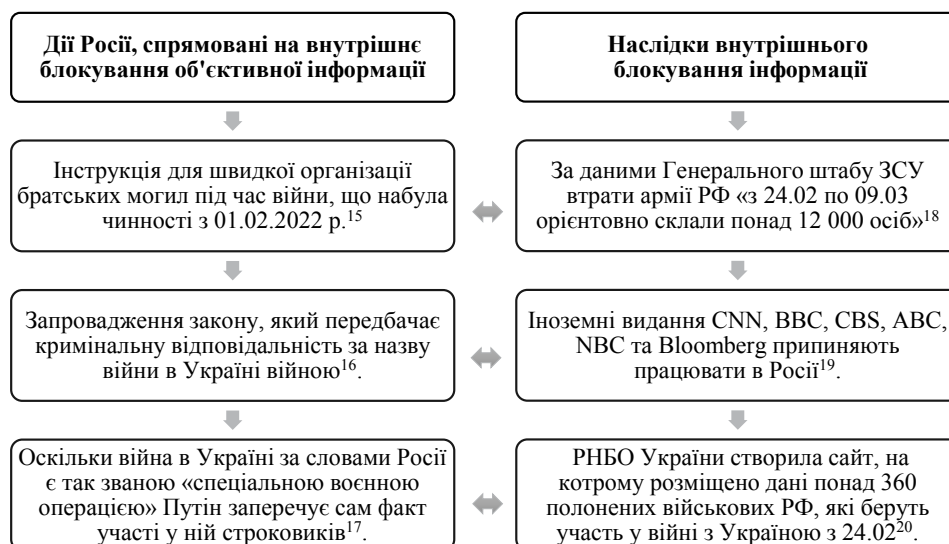 Дії Росії, спрямовані на внутрішнє
блокування об'єктивної інформації
Наслідки внутрішнього
блокування інформації
Інструкція для швидкої організації
братських могил під час війни, що набула
чинності з 01.02.2022 р.15
За даними Генерального штабу ЗСУ
втрати армії РФ «з 24.02 по 09.03
орієнтовно склали понад 12 000 осіб»18
Запровадження закону, який передбачає
кримінальну відповідальність за назву
війни в Україні війною16.
Іноземні видання CNN, BBC, CBS, ABC,
NBC та Bloomberg припиняють
працювати в Росії19.
Оскільки війна в Україні за словами Росії
є так званою «спеціальною воєнною
операцією» Путін заперечує сам факт
участі у ній строковиків17.
РНБО України створила сайт, на
котрому розміщено дані понад 360
полонених військових РФ, які беруть
участь у війні з Україною з 24.0220.